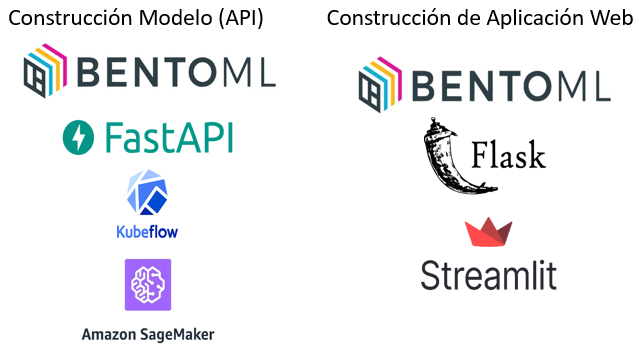 Construcción Modelo (API)
BENTOML
FastAPI
Kubeflow
Amazon SageMaker
Construcción de Aplicación Web
BENTOML
Flask
Streamlit